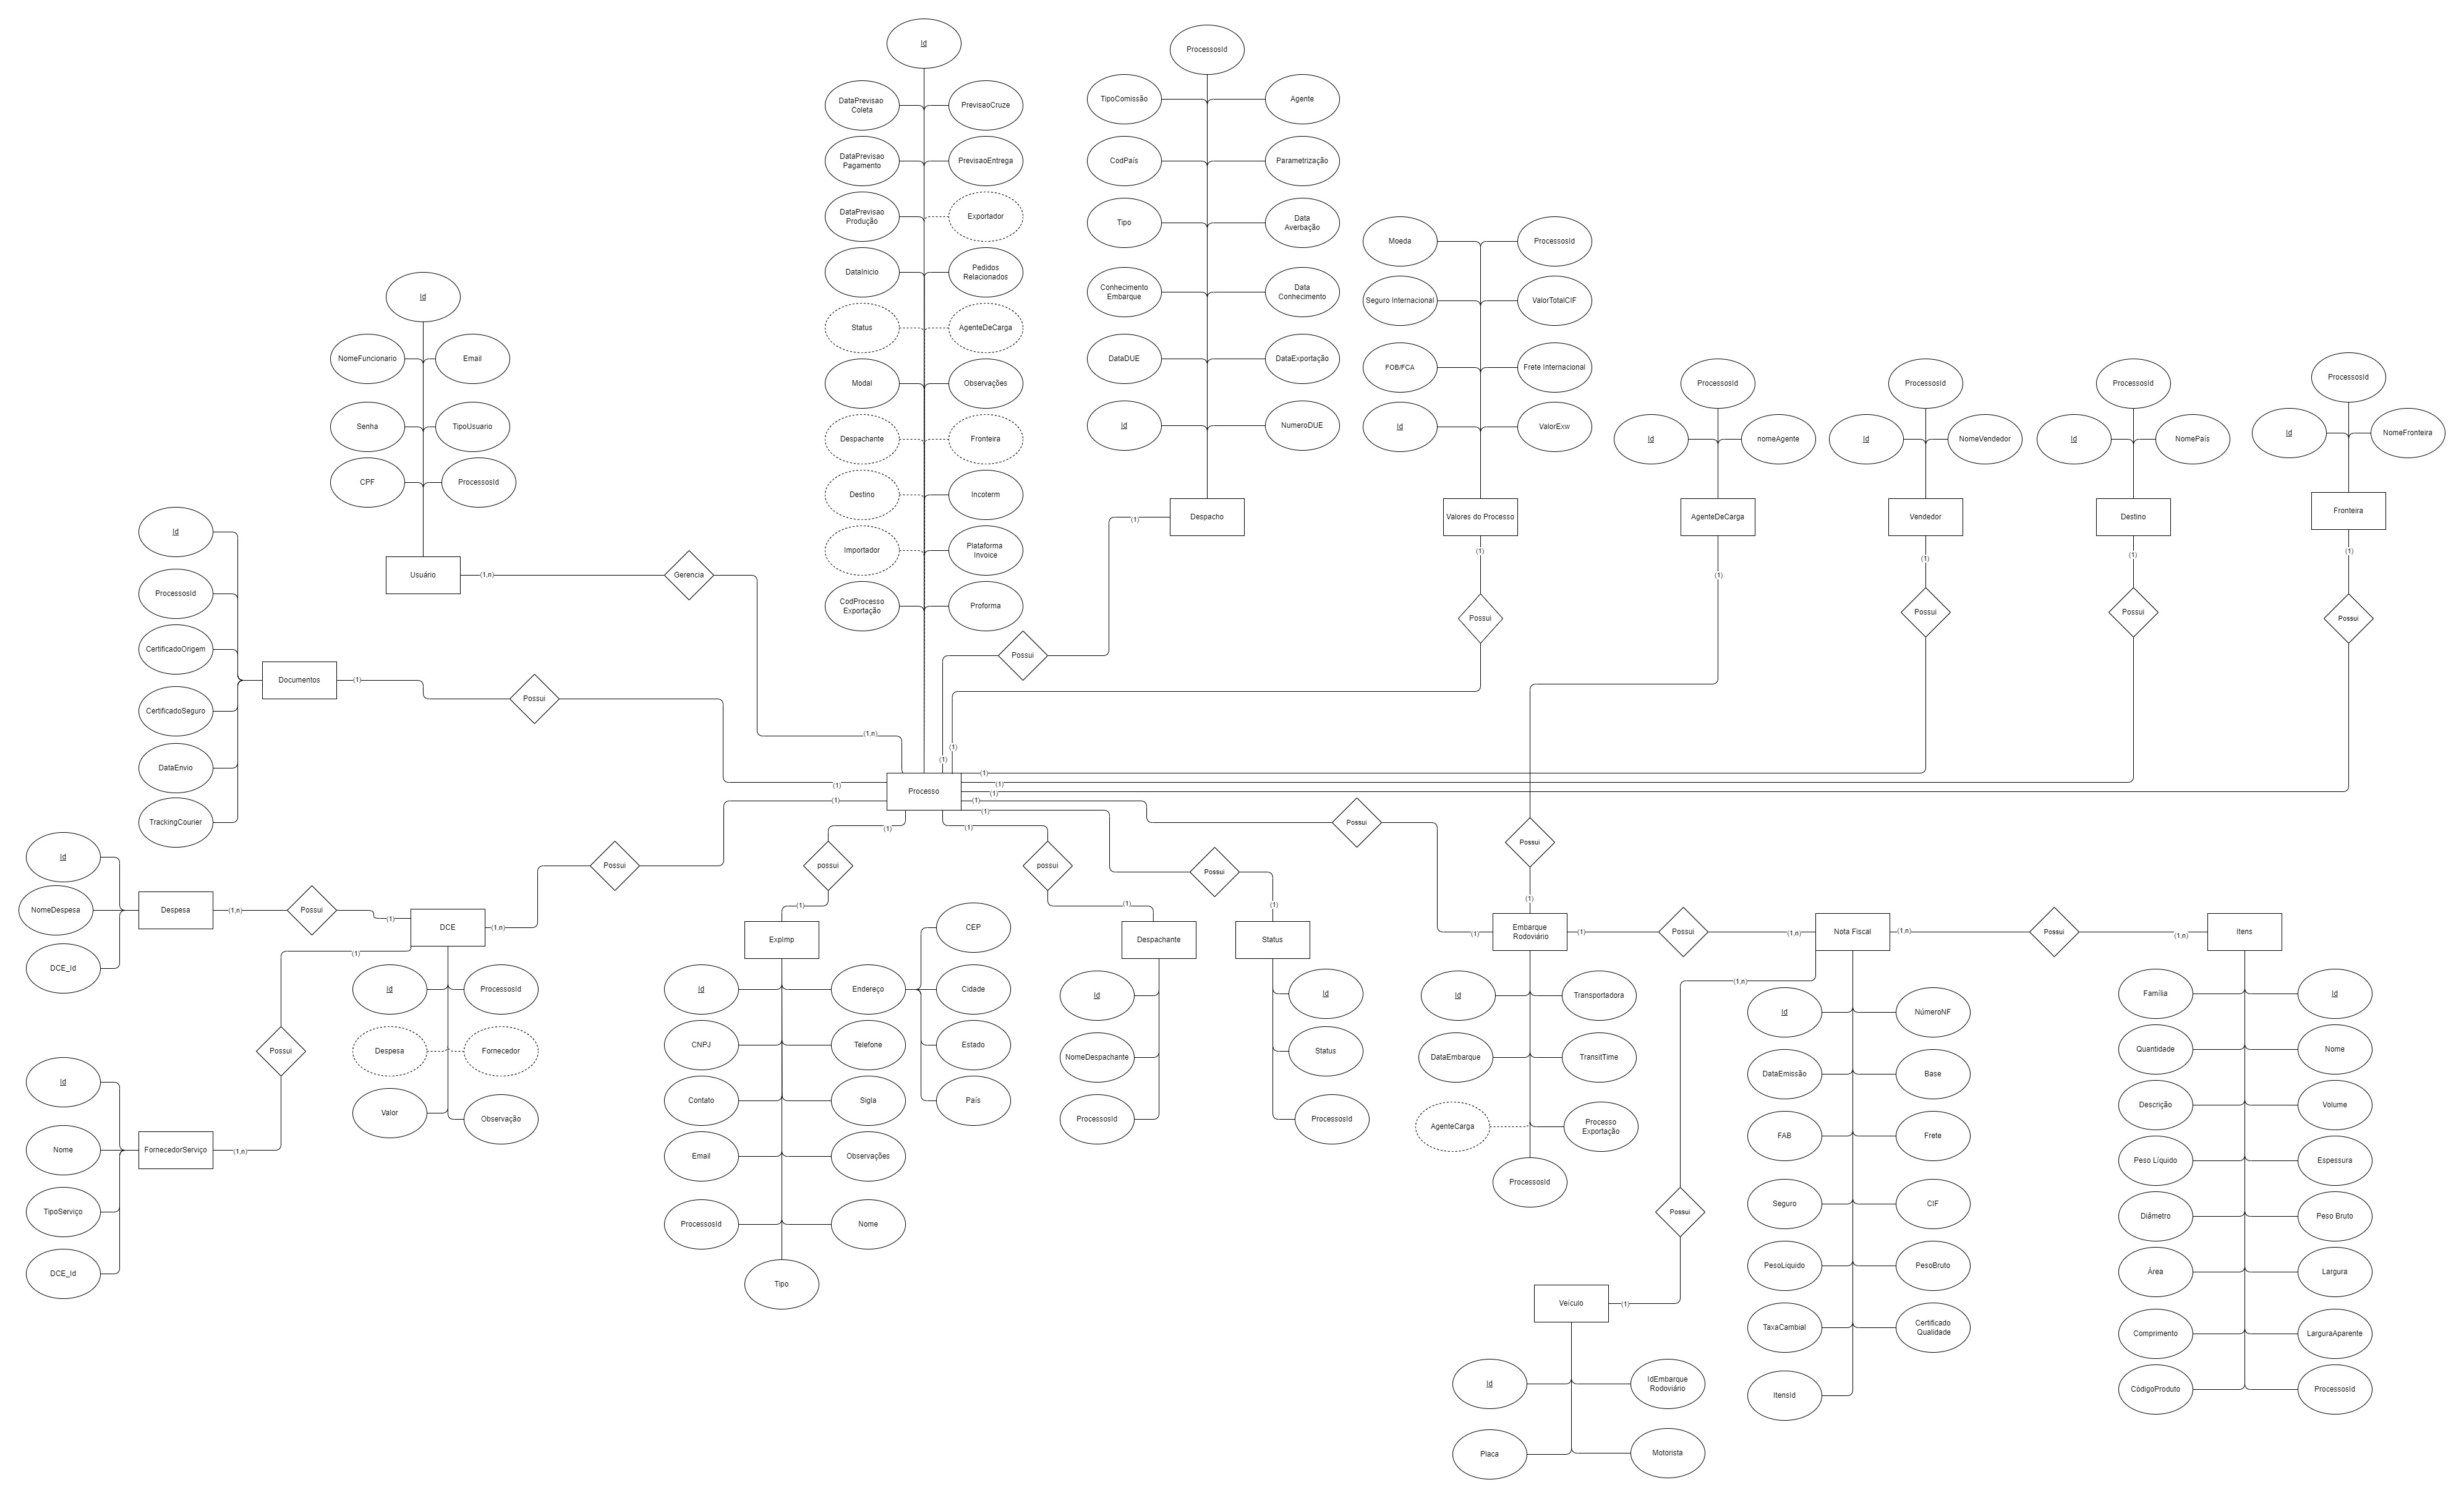 Id
DataPrevisao
Coleta
PrevisaoCruze
DataPrevisao
Pagamento
PrevisaoEntrega
DataPrevisao
Produção
Exportador
DataInicio
Pedidos
Relacionados
Status
AgenteDeCarga
Modal
Observações
Despachante
Fronteira
Destino
Incoterm
Importador
Plataforma
Invoice
CodProcesso
Exportação
Proforma
ProcessosId
TipoComissão
Agente
CodPaís
Parametrização
Tipo
Data
Averbação
Conhecimento
Embarque
Data
Conhecimento
DataDUE
DataExportação
Id
NumeroDUE
Despacho
(1)
Possui
Moeda
ProcessosId
Seguro Internacional
ValorTotalCIF
FOB/FCA
Frete Internacional
Id
ValorExw
Valores do Processo
(1)
Possui
ProcessosId
Id
nomeAgente
AgenteDeCarga
(1)
ProcessosId
Id
NomeVendedor
Vendedor
(1)
Possui
ProcessosId
Id
NomePaís
Destino
(1)
Possui
ProcessosId
Id
NomeFronteira
Fronteira
(1)
Possui
Id
NomeFuncionario
Email
Senha
TipoUsuario
CPF
ProcessosId
Usuário
(1,n)
Gerencia
(1,n)
Id
ProcessosId
CertificadoOrigem
CertificadoSeguro
DataEnvio
TrackingCourier
Documentos
(1)
Possui
(1)
(1)
(1)
(1)
(1)
(1)
Processo
(1)
(1)
(1)
(1)
(1)
Possui
Possui
(1)
Id
NomeDespesa
DCE_Id
Despesa
(1,n)
Possui
(1)
DCE
(1,n)
Possui
(1)
Possui
Id
ProcessosId
Despesa
Fornecedor
Valor
Observação
Id
Nome
TipoServiço
DCE_Id
FornecedorServiço
(1,n)
possui
(1)
ExpImp
Id
Endereço
CEP
Cidade
Estado
País
CNPJ
Telefone
Contato
Sigla
Email
Observações
ProcessosId
Nome
Tipo
possui
(1)
Despachante
Id
NomeDespachante
ProcessosId
Possui
(1)
Status
Id
Status
ProcessosId
(1)
Embarque
Rodoviário
(1)
Possui
(1,n)
Nota Fiscal
(1,n)
Possui
(1,n)
Itens
Id
Transportadora
DataEmbarque
TransitTime
AgenteCarga
Processo
Exportação
ProcessosId
(1,n)
Possui
(1)
Veículo
Id
IdEmbarque
Rodoviário
Placa
Motorista
Id
NúmeroNF
DataEmissão
Base
FAB
Frete
Seguro
CIF
PesoLiquido
PesoBruto
TaxaCambial
Certificado
Qualidade
ItensId
Família
Id
Quantidade
Nome
Descrição
Volume
Peso Líquido
Espessura
Diâmetro
Peso Bruto
Área
Largura
Comprimento
LarguraAparente
CódigoProduto
ProcessosId